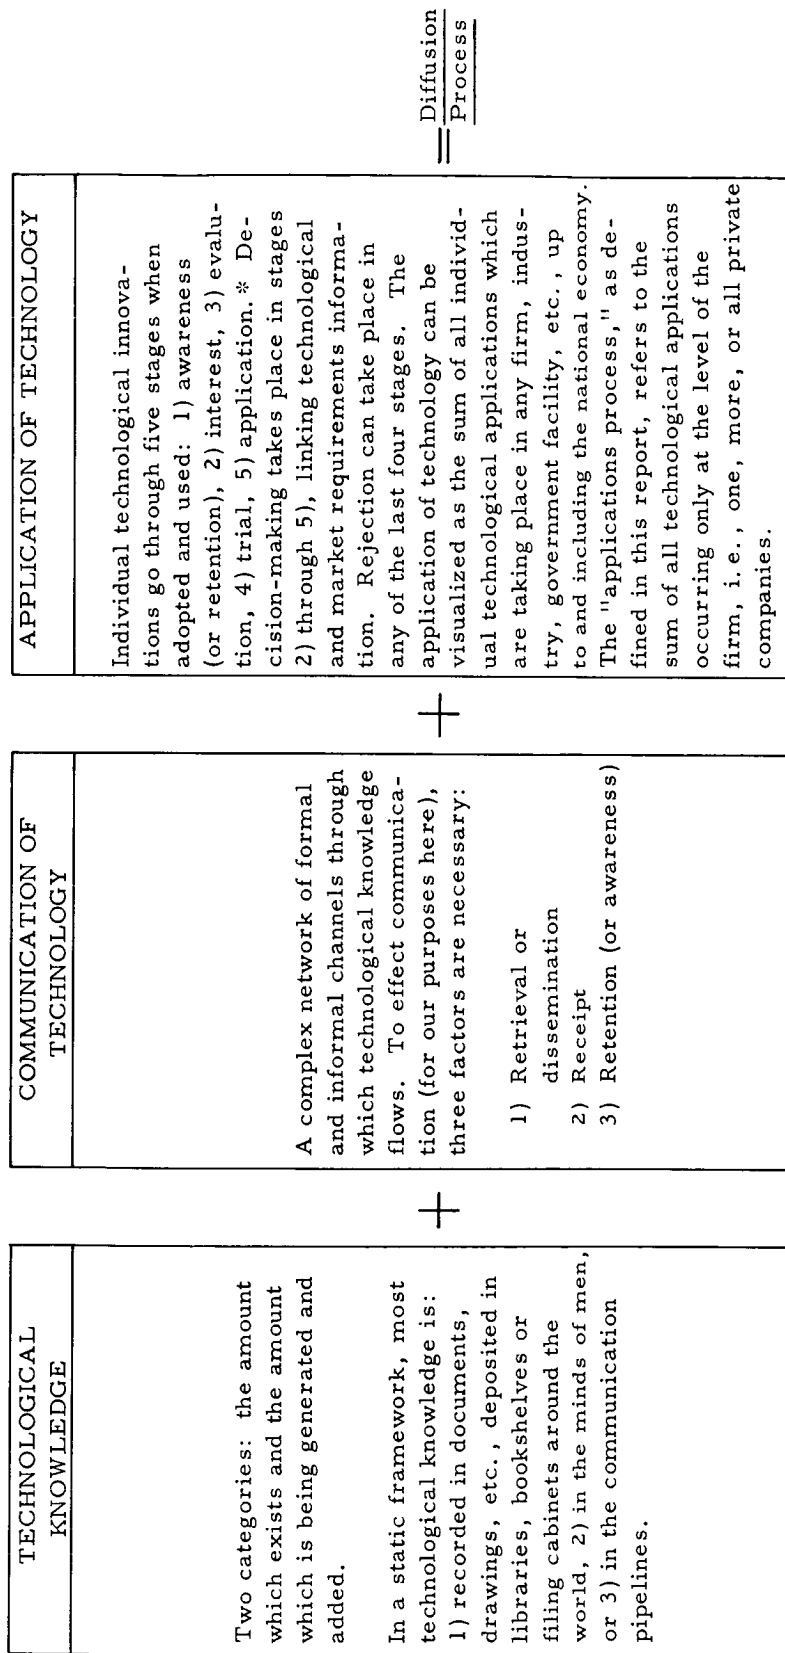 TECHNOLOGICAL
KNOWLEDGE
Two categories: the amount
which exists and the amount
which is being generated and
added.
In a static framework, most
technological knowledge is:
1) recorded in documents,
drawings, etc., deposited in
libraries, bookshelves or
filing cabinets around the
world, 2) in the minds of men,
or 3) in the communication
pipelines.
+
COMMUNICATION OF
TECHNOLOGY
A complex network of formal
and informal channels through
which technological knowledge
flows. To effect communica-
tion (for our purposes here),
three factors are necessary:
1) Retrieval or
dissemination
2) Receipt
3) Retention (or awareness)
+
APPLICATION OF TECHNOLOGY
Individual technological innova-
tions go through five stages when
adopted and used: 1) awareness
(or retention), 2) interest, 3) evalu-
ation, 4) trial, 5) application.* De-
cision-making takes place in stages
2) through 5), linking technological
and market requirements informa-
tion. Rejection can take place in
any of the last four stages. The
application of technology can be
visualized as the sum of all individ-
ual technological applications which
are taking place in any firm, indus-
try, government facility, etc., up
to and including the national economy.
The "applications process," as de-
fined in this report, refers to the
sum of all technological applications
occurring only at the level of the
firm, i.e., one, more, or all private
companies.
=
Diffusion
Process